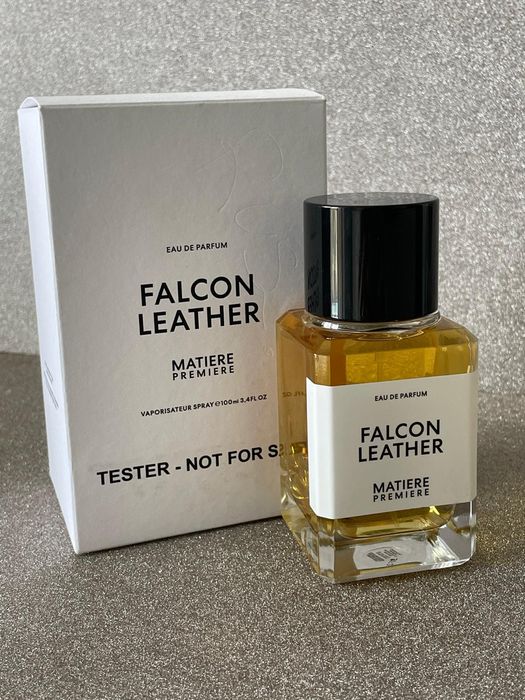 EAU DE PARFUM
FALCON
LEATHER
MATIERE
PREMIERE
VAPORISATEUR SPRAY e 100ml 3,4FL OZ
TESTER - NOT FOR
EAU DE PARFUM
FALCON
LEATHER
MATIERE
PREMIERE